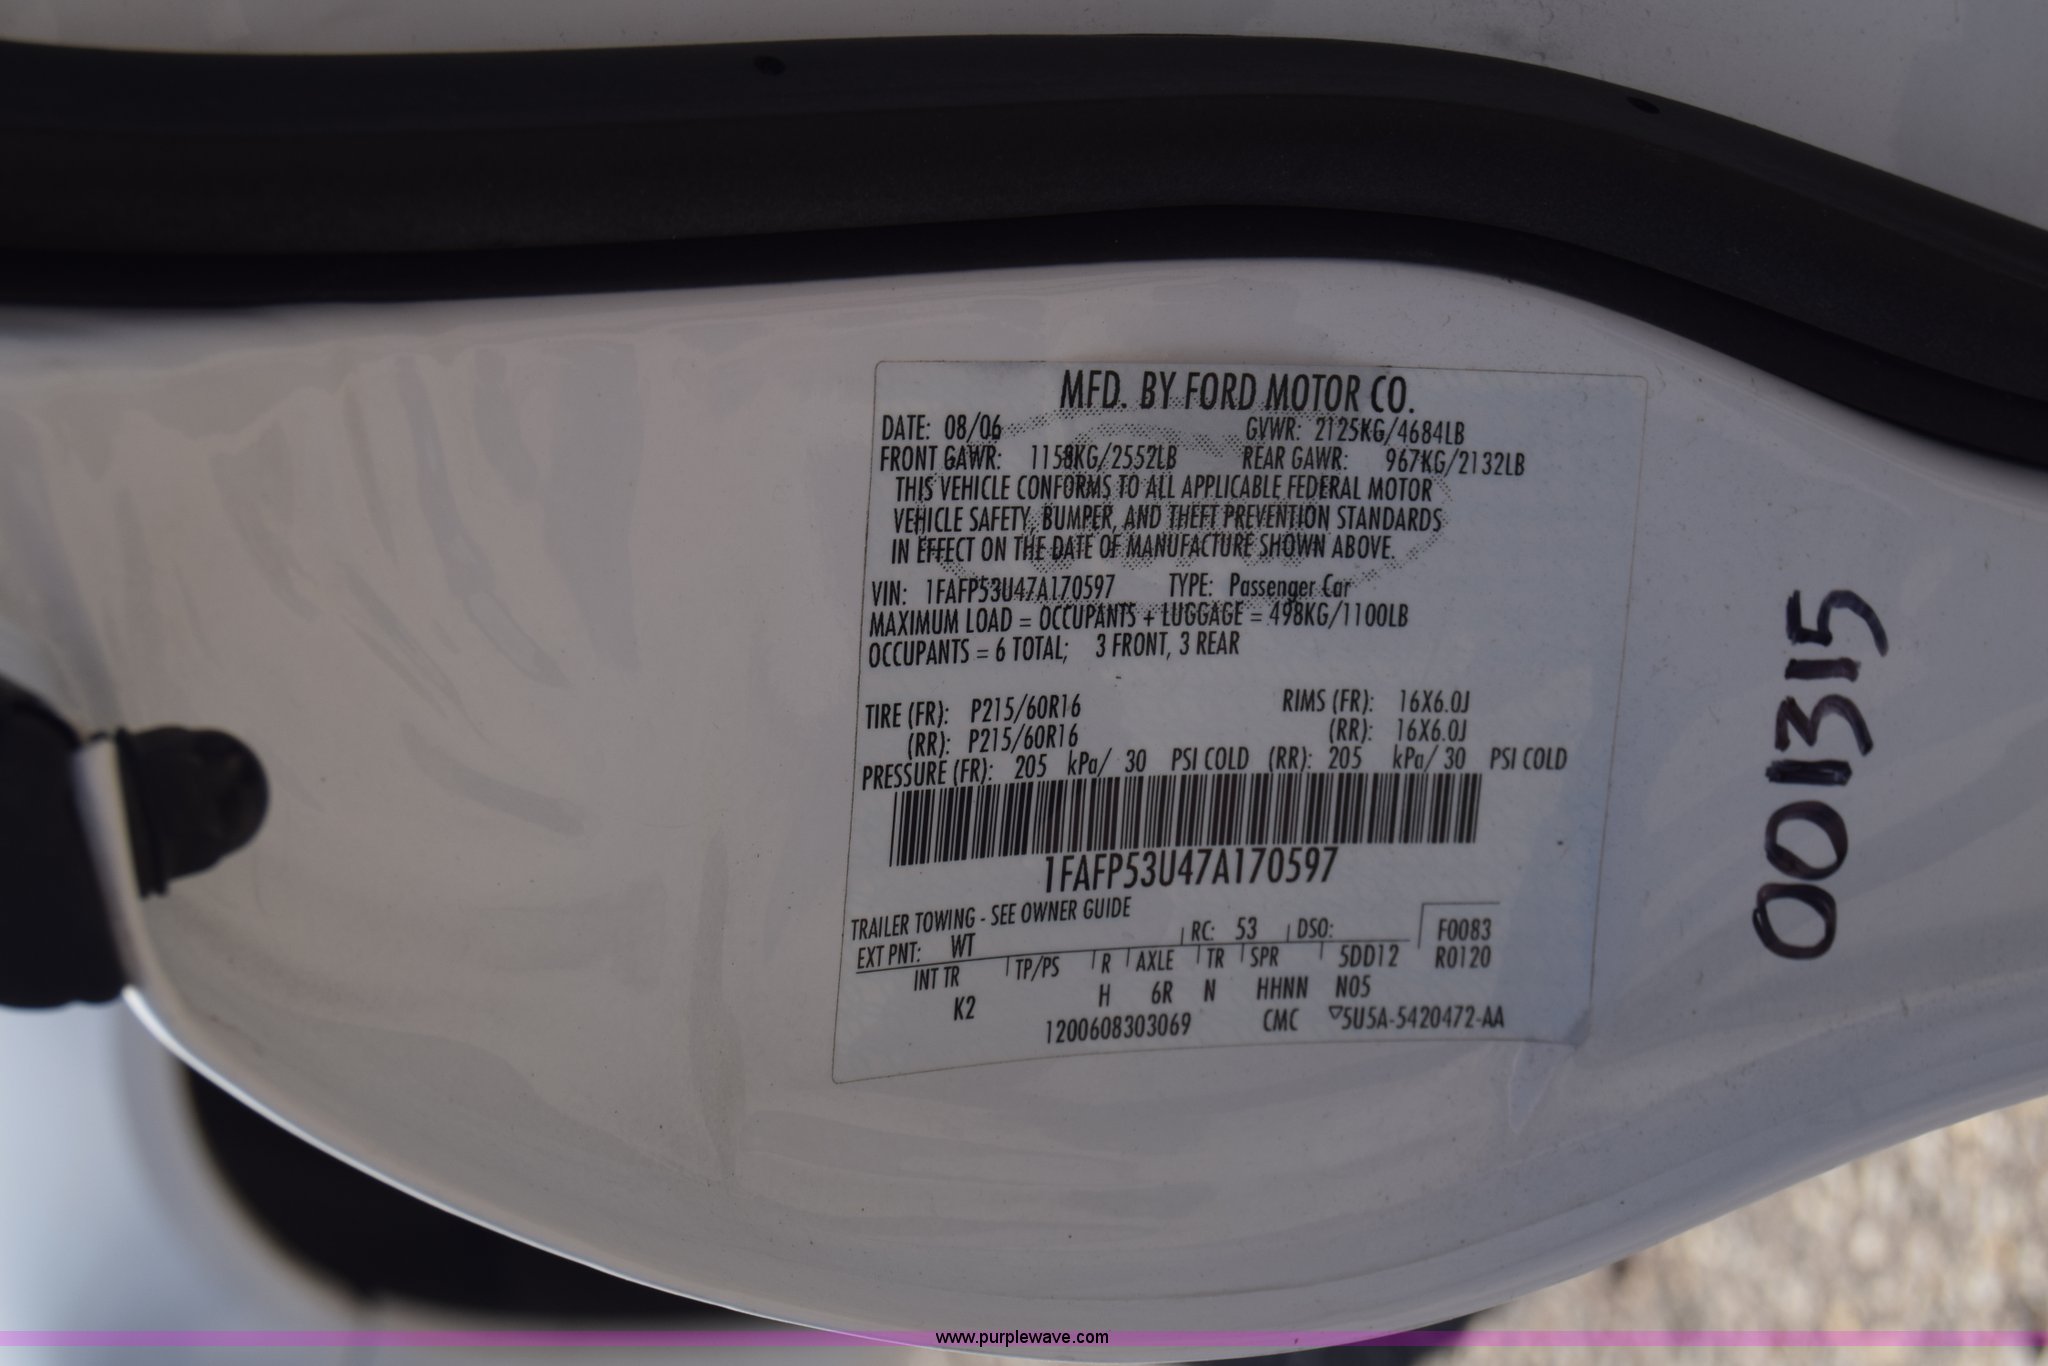 MFD. BY FORD MOTOR CO.
DATE: 08/06 GVWR: 2125KG/4684LB
FRONT GAWR: 1158KG/2552LB REAR GAWR: 967KG/2132LB
THIS VEHICLE CONFORMS TO ALL APPLICABLE FEDERAL MOTOR
VEHICLE SAFETY, BUMPER, AND THEFT PREVENTION STANDARDS
IN EFFECT ON THE DATE OF MANUFACTURE SHOWN ABOVE.
VIN: 1FAFP53U47A170597 TYPE: Passenger Car
MAXIMUM LOAD = OCCUPANTS + LUGGAGE = 498KG/1100LB
OCCUPANTS = 6 TOTAL; 3 FRONT, 3 REAR
TIRE (FR): P215/60R16 RIMS (FR): 16X6.0J
(RR): P215/60R16 (RR): 16X6.0J
PRESSURE (FR): 205 kPa/ 30 PSI COLD (RR): 205 kPa/ 30 PSI COLD
1FAFP53U47A170597
TRAILER TOWING - SEE OWNER GUIDE
EXT PNT: WT RC: 53 DSO: F0083
INT TR TP/PS R AXLE TR SPR 5DD12 R0120
K2 H 6R N HHNN N05
1200608303069 CMC ▽5U5A-5420472-AA
001315
www.purplewave.com